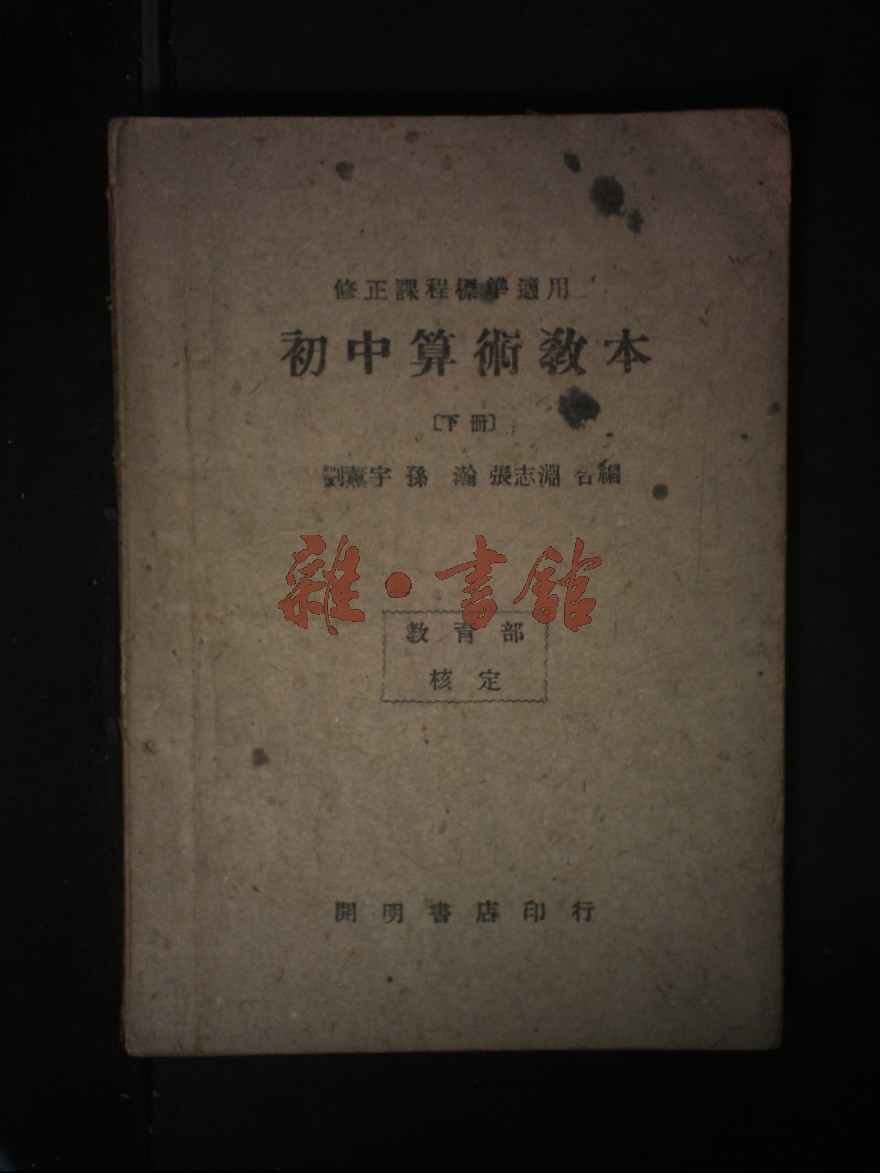 修正課程標準適用
初中算術教本
〔下冊〕
劉薰宇 孫 瀚 張志淵 合編
雜·書館
教育部
核定
開明書店印行